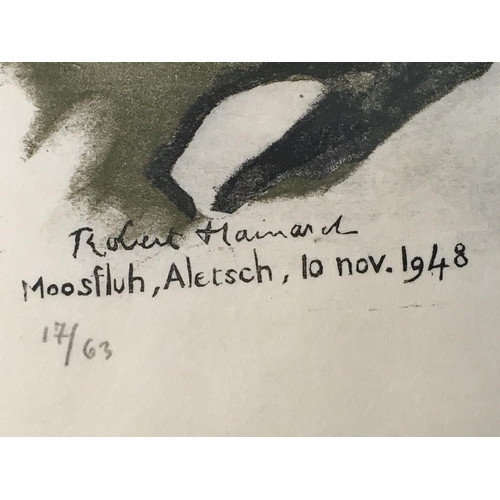 Robert Hainard
Moosfluh, Aletsch, 10 nov. 1948
17/63